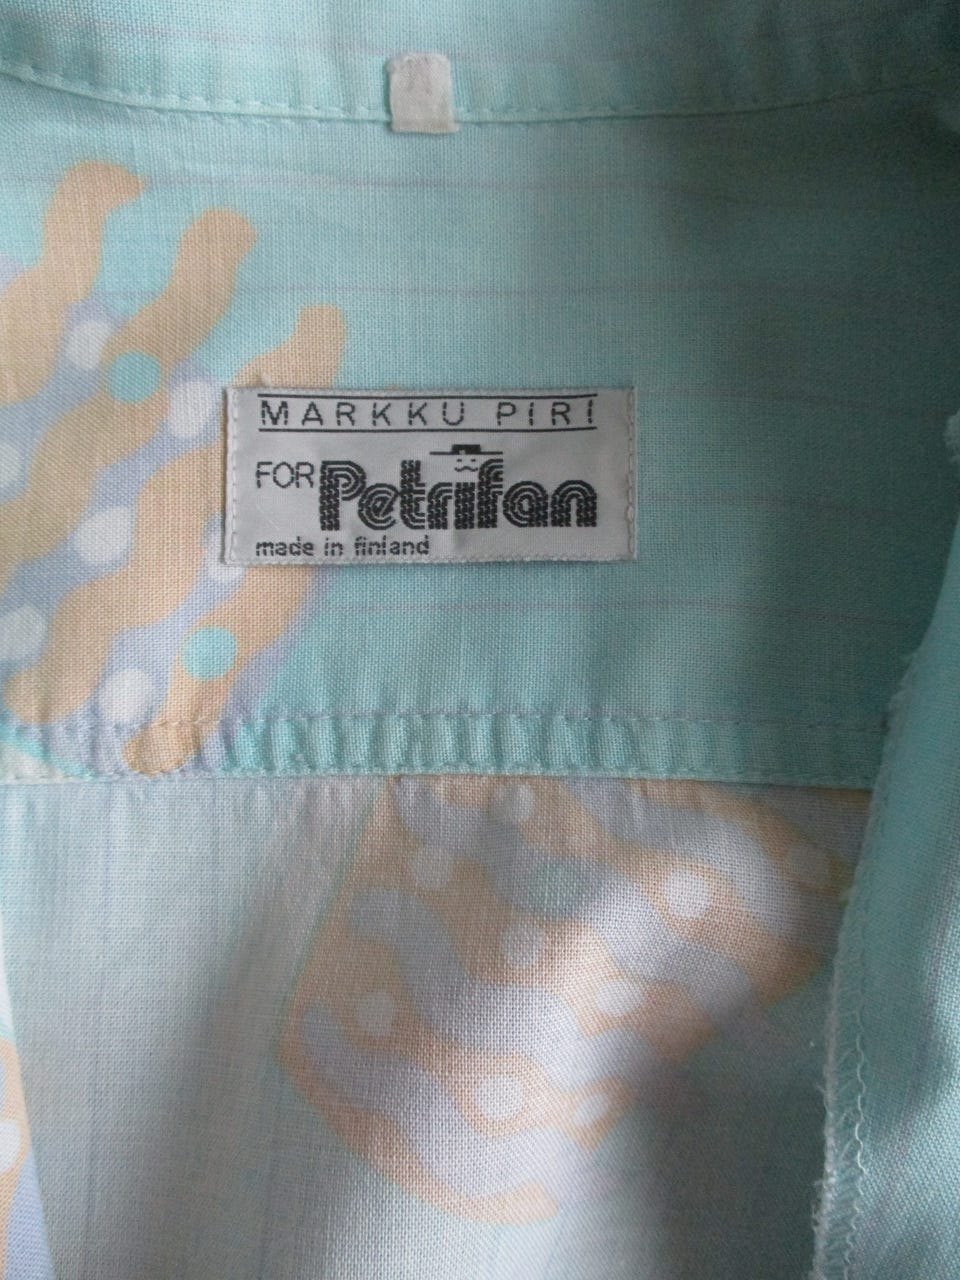 MARKKU PIRI
FOR Petrifan
made in finland